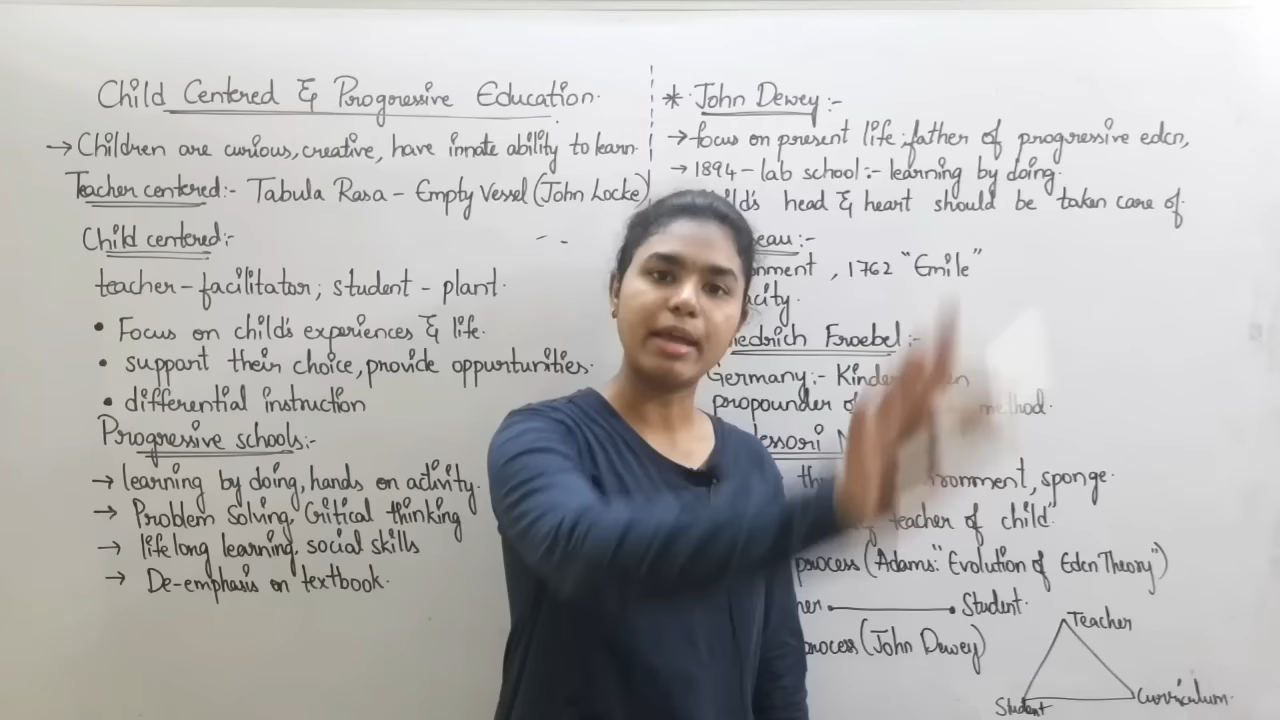 Child Centered & Progressive Education.
→ Children are curious, creative, have innate ability to learn.
Teacher centered:- Tabula Rasa - Empty Vessel (John Locke)
Child centered:-
teacher - facilitator; student - plant.
• Focus on child's experiences & life.
• support their choice, provide oppurtunities.
• differential instruction
Progressive schools:-
→ learning by doing, hands on activity.
→ Problem Solving, Critical thinking
→ lifelong learning, social skills
→ De-emphasis on textbook.
* John Dewey:-
→ focus on present life; father of progressive edcn,
→ 1894 - lab school:- learning by doing.
head & heart should be taken care of.
, 1762 "Emile"
Froebel:-
Germany:-
propounder method.
sponge.
teacher of child"
process (Adams: "Evolution of Edcn Theory")
Student.
process (John Dewey)
Teacher
Student
Curriculum.